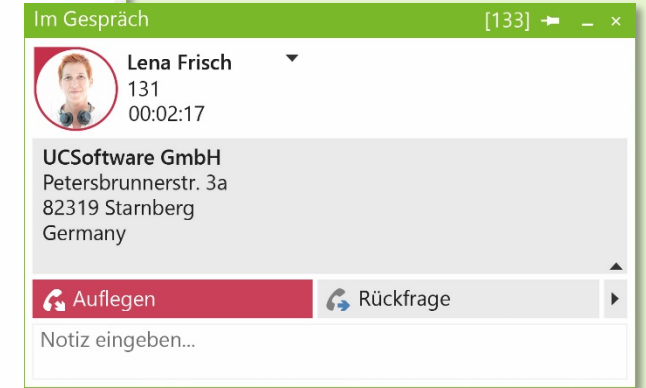 Im Gespräch [133]
Lena Frisch
131
00:02:17
UCSoftware GmbH
Petersbrunnerstr. 3a
82319 Starnberg
Germany
Auflegen Rückfrage
Notiz eingeben...